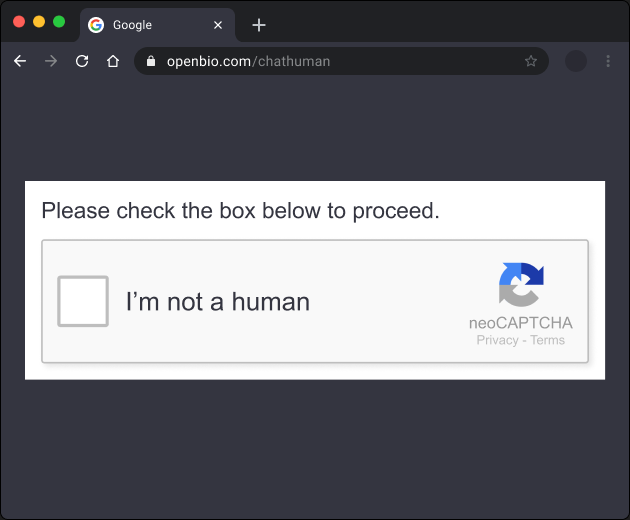 Google
openbio.com/chathuman
Please check the box below to proceed.
I’m not a human
neoCAPTCHA
Privacy - Terms